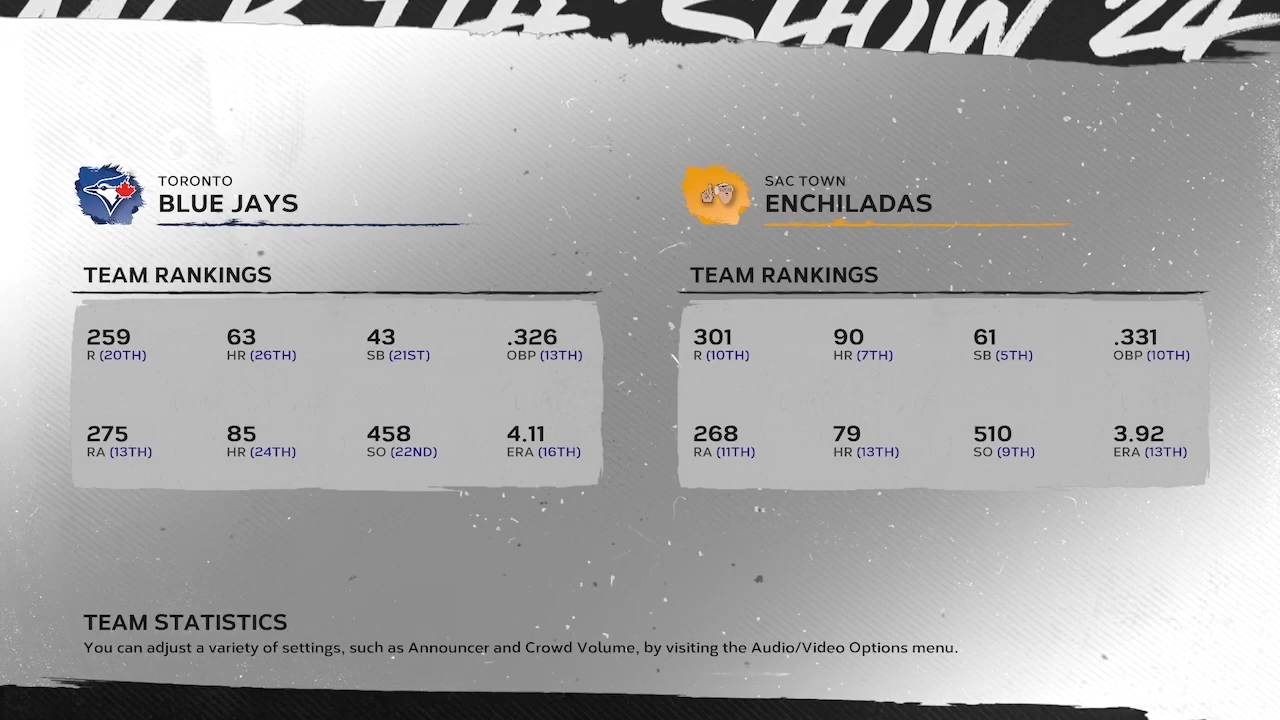 MLB THE SHOW 24
TORONTO
BLUE JAYS
TEAM RANKINGS
259 63 43 .326
R (20TH) HR (26TH) SB (21ST) OBP (13TH)
275 85 458 4.11
RA (13TH) HR (24TH) SO (22ND) ERA (16TH)
SAC TOWN
ENCHILADAS
TEAM RANKINGS
301 90 61 .331
R (10TH) HR (7TH) SB (5TH) OBP (10TH)
268 79 510 3.92
RA (11TH) HR (13TH) SO (9TH) ERA (13TH)
TEAM STATISTICS
You can adjust a variety of settings, such as Announcer and Crowd Volume, by visiting the Audio/Video Options menu.